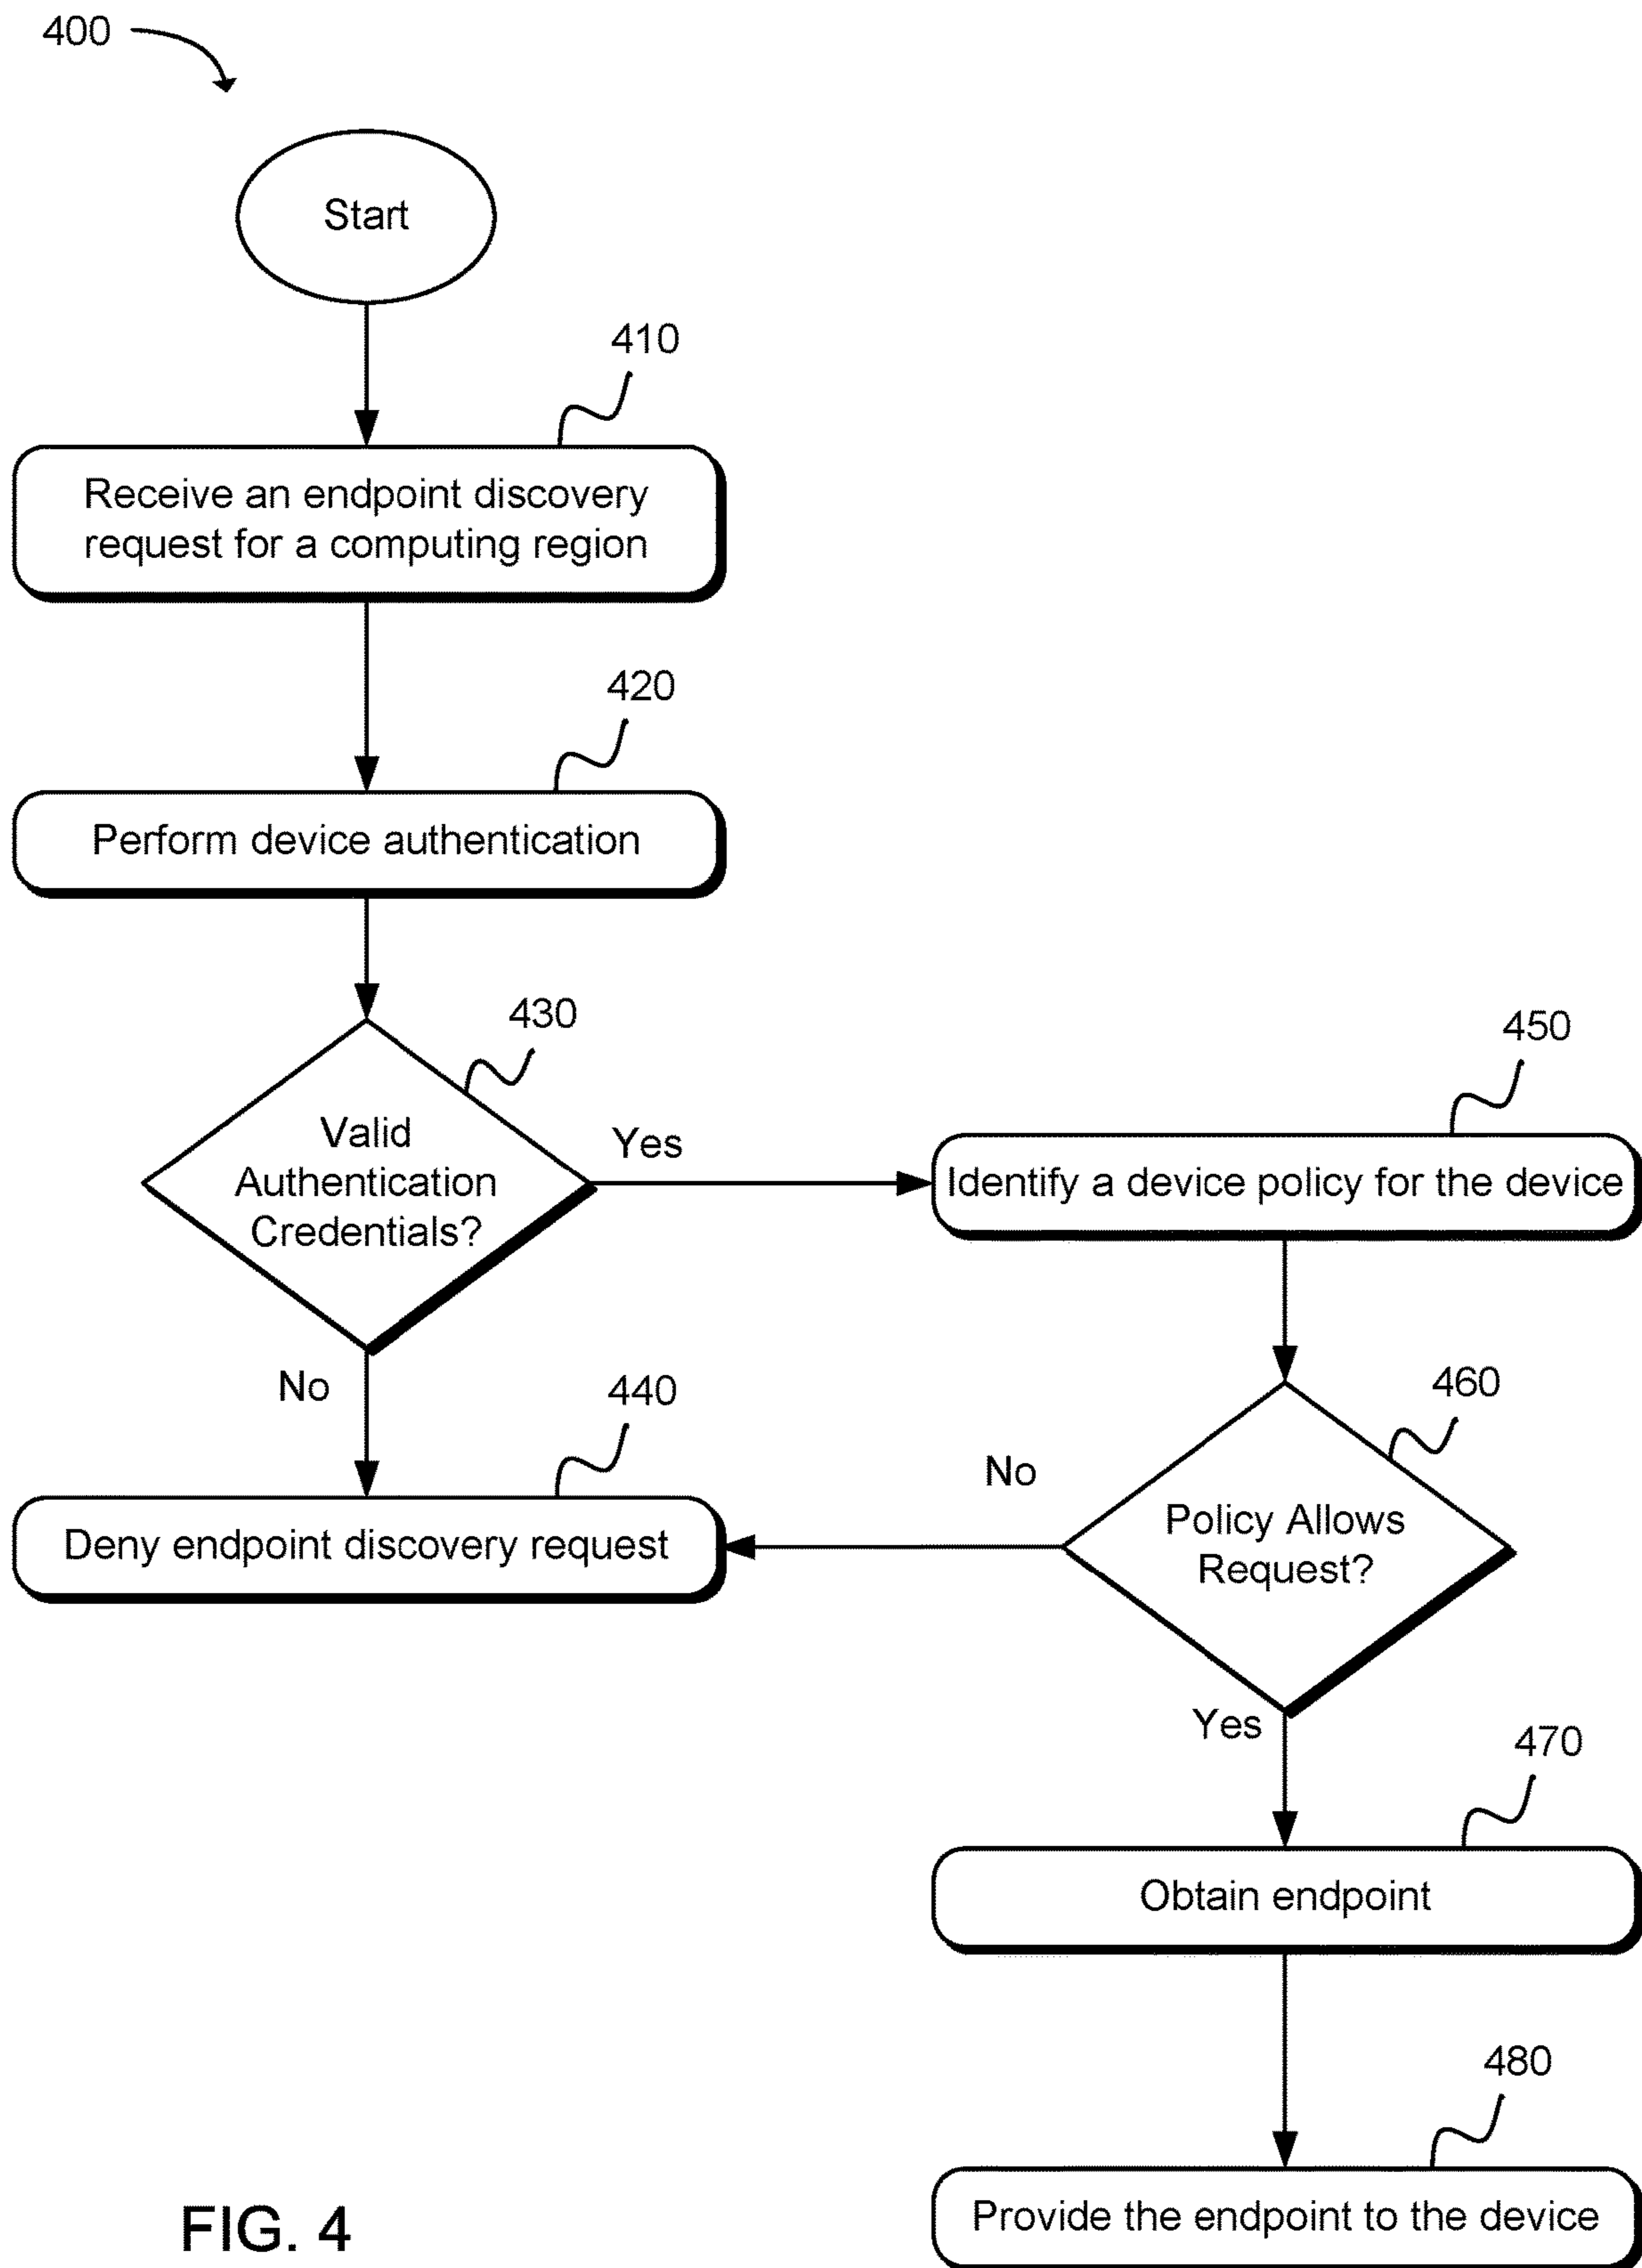 400
Start
410
Receive an endpoint discovery
request for a computing region
420
Perform device authentication
430
Valid
Authentication
Credentials?
Yes
No
440
Deny endpoint discovery request
450
Identify a device policy for the device
460
Policy Allows
Request?
No
Yes
470
Obtain endpoint
480
Provide the endpoint to the device
FIG. 4